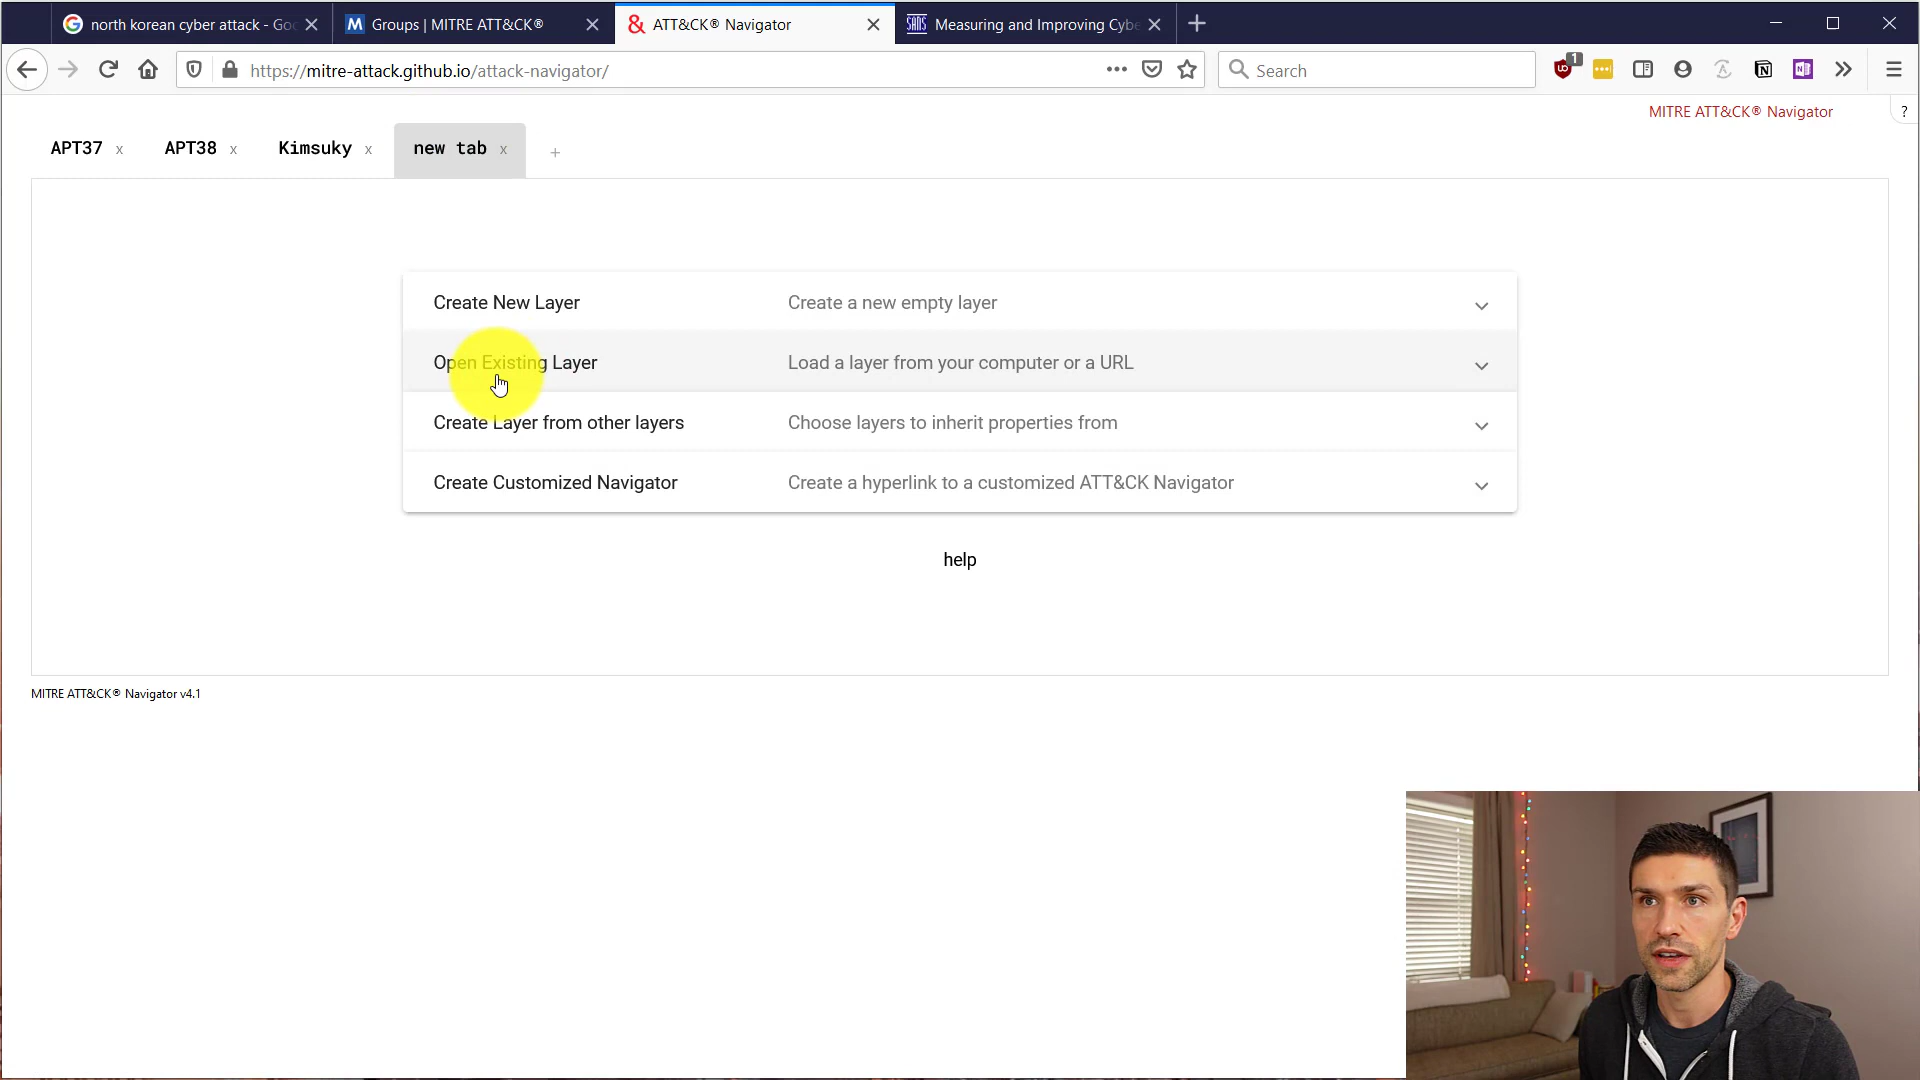 north korean cyber attack - Goo
Groups | MITRE ATT&CK®
ATT&CK® Navigator
SANS
Measuring and Improving Cybe
https://mitre-attack.github.io/attack-navigator/
Search
1
MITRE ATT&CK® Navigator
?
APT37 x
APT38 x
Kimsuky x
new tab x
+
Create New Layer
Create a new empty layer
Open Existing Layer
Load a layer from your computer or a URL
Create Layer from other layers
Choose layers to inherit properties from
Create Customized Navigator
Create a hyperlink to a customized ATT&CK Navigator
help
MITRE ATT&CK® Navigator v4.1